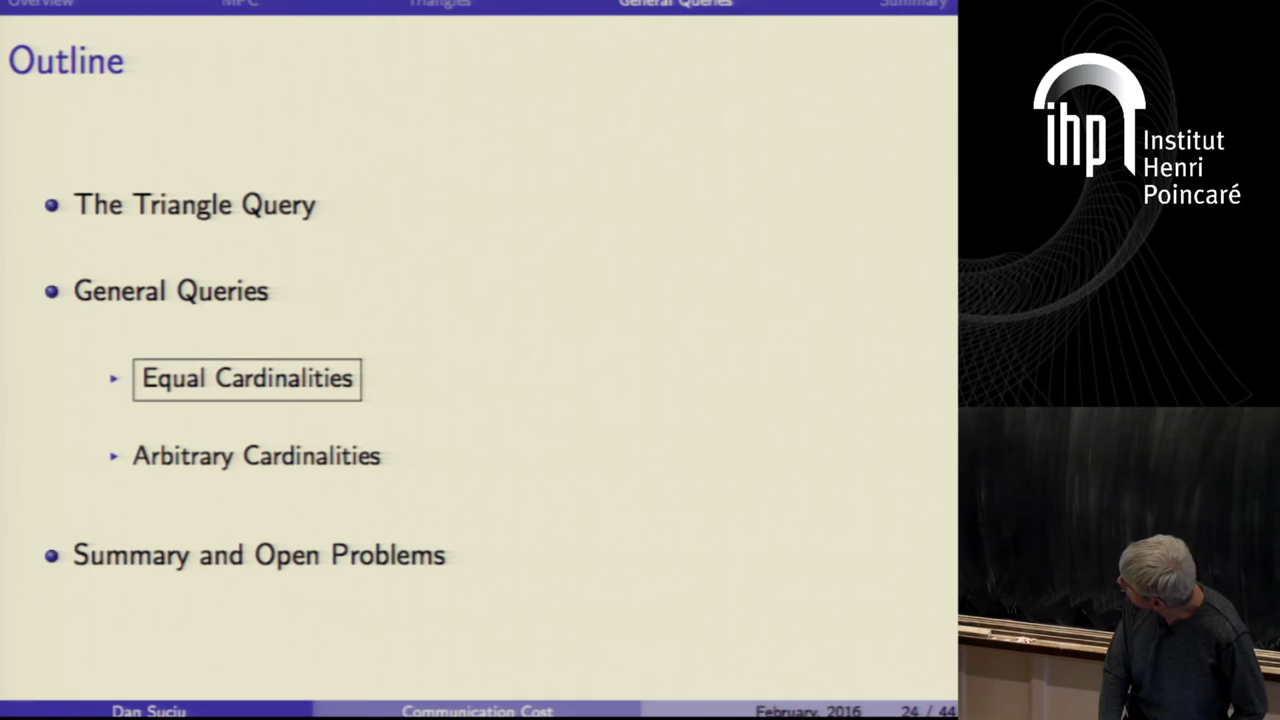 Overview MPC Triangles General Queries Summary
Outline
The Triangle Query
General Queries
Equal Cardinalities
Arbitrary Cardinalities
Summary and Open Problems
Dan Suciu Communication Cost February, 2016 24 / 44
ihp Institut
Henri
Poincaré